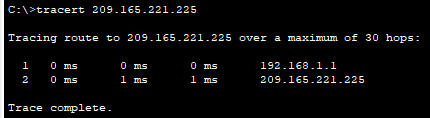 C:\>tracert 209.165.221.225
Tracing route to 209.165.221.225 over a maximum of 30 hops:
1 0 ms 0 ms 0 ms 192.168.1.1
2 0 ms 1 ms 1 ms 209.165.221.225
Trace complete.